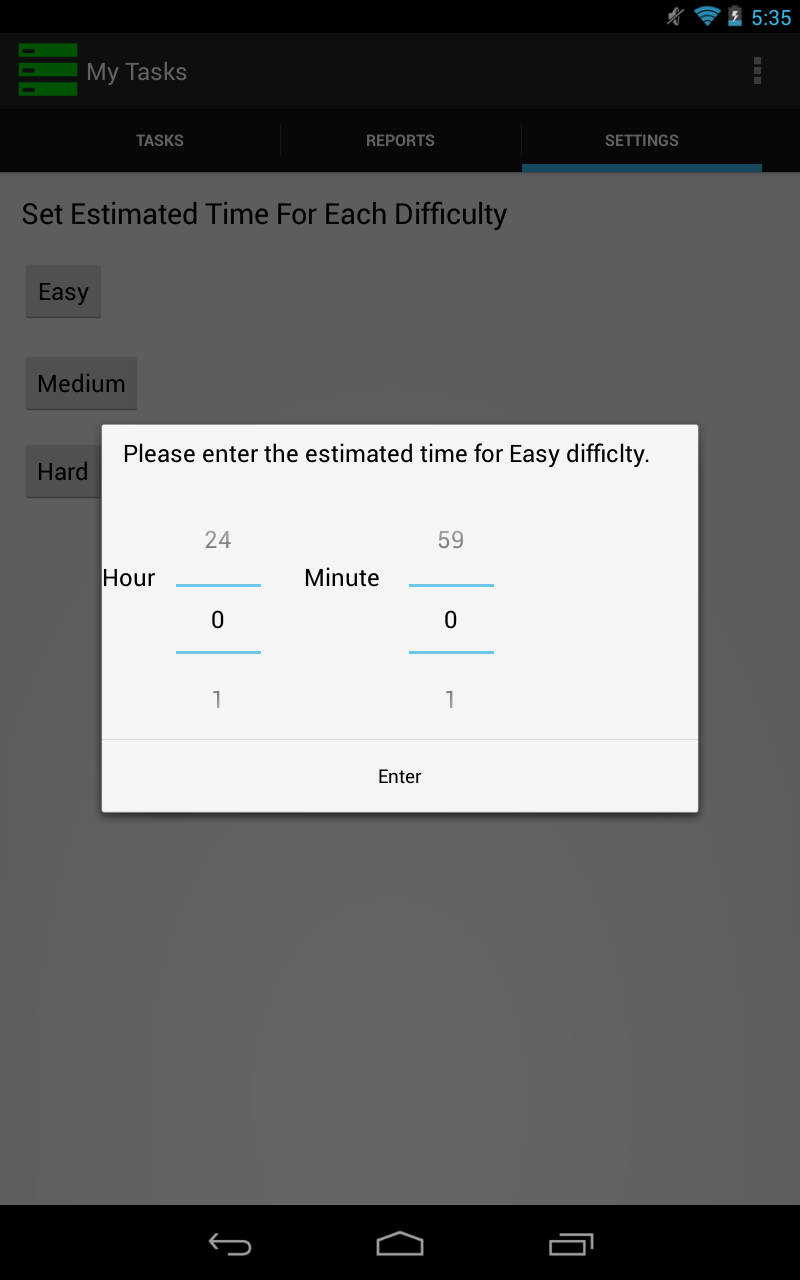 5:35
My Tasks
TASKS REPORTS SETTINGS
Set Estimated Time For Each Difficulty
Easy
Medium
Hard
Please enter the estimated time for Easy difficlty.
24 59
Hour Minute
0 0
1 1
Enter